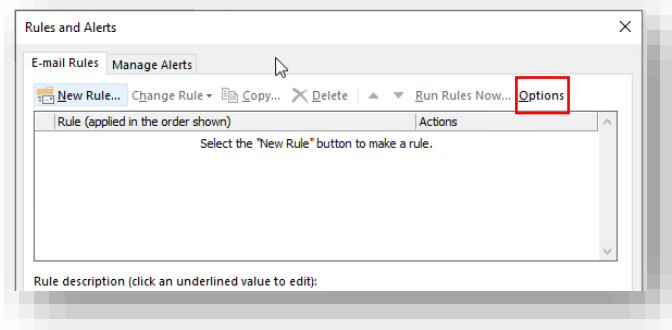 Rules and Alerts
E-mail Rules Manage Alerts
New Rule... Change Rule Copy... Delete Run Rules Now... Options
Rule (applied in the order shown) Actions
Select the "New Rule" button to make a rule.
Rule description (click an underlined value to edit):